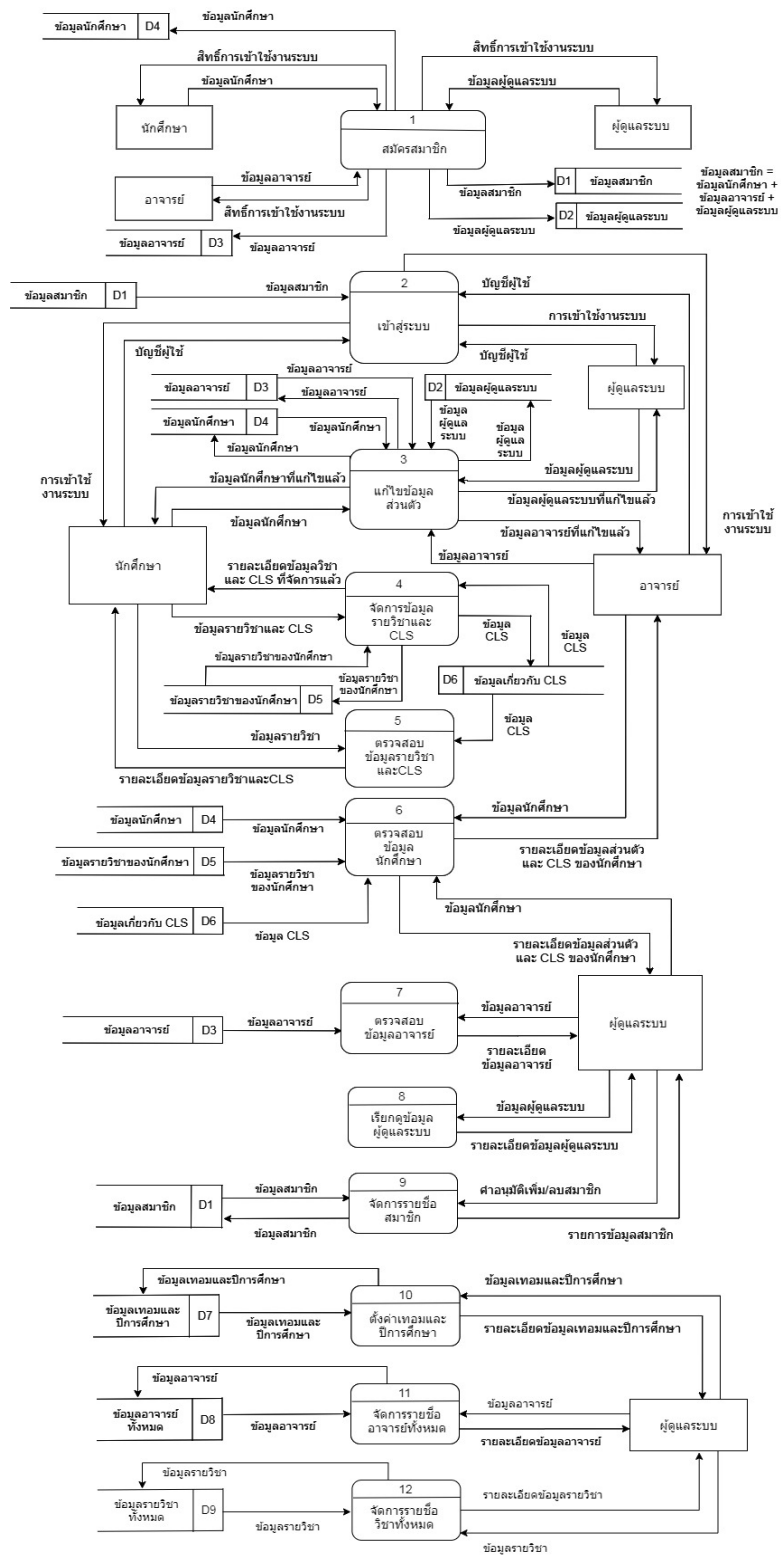 ข้อมูลนักศึกษา
ข้อมูลนักศึกษา D4
สิทธิ์การเข้าใช้งานระบบ
สิทธิ์การเข้าใช้งานระบบ
ข้อมูลนักศึกษา
ข้อมูลผู้ดูแลระบบ
นักศึกษา
1
สมัครสมาชิก
ผู้ดูแลระบบ
ข้อมูลอาจารย์
อาจารย์
สิทธิ์การเข้าใช้งานระบบ
ข้อมูลสมาชิก
D1 ข้อมูลสมาชิก
ข้อมูลสมาชิก =
ข้อมูลนักศึกษา +
ข้อมูลอาจารย์ +
ข้อมูลผู้ดูแลระบบ
ข้อมูลอาจารย์ D3
ข้อมูลอาจารย์
ข้อมูลผู้ดูแลระบบ
D2 ข้อมูลผู้ดูแลระบบ
ข้อมูลสมาชิก D1
ข้อมูลสมาชิก
2
เข้าสู่ระบบ
บัญชีผู้ใช้
การเข้าใช้งานระบบ
บัญชีผู้ใช้
บัญชีผู้ใช้
ผู้ดูแลระบบ
ข้อมูลอาจารย์ D3
ข้อมูลอาจารย์
ข้อมูลอาจารย์
D2 ข้อมูลผู้ดูแลระบบ
ข้อมูลนักศึกษา D4
ข้อมูลนักศึกษา
ข้อมูลนักศึกษา
ข้อมูล
ผู้ดูแล
ระบบ
ข้อมูล
ผู้ดูแล
ระบบ
3
แก้ไขข้อมูล
ส่วนตัว
ข้อมูลผู้ดูแลระบบ
ข้อมูลผู้ดูแลระบบที่แก้ไขแล้ว
การเข้าใช้
งานระบบ
ข้อมูลนักศึกษาที่แก้ไขแล้ว
ข้อมูลนักศึกษา
ข้อมูลอาจารย์ที่แก้ไขแล้ว
ข้อมูลอาจารย์
การเข้าใช้
งานระบบ
นักศึกษา
อาจารย์
รายละเอียดข้อมูลวิชา
และ CLS ที่จัดการแล้ว
4
จัดการข้อมูล
รายวิชาและ
CLS
ข้อมูลรายวิชาและ CLS
ข้อมูล
CLS
ข้อมูล
CLS
ข้อมูลรายวิชาของนักศึกษา
ข้อมูลรายวิชา
ของนักศึกษา
ข้อมูลรายวิชาของนักศึกษา D5
D6 ข้อมูลเกี่ยวกับ CLS
ข้อมูล
CLS
ข้อมูลรายวิชา
5
ตรวจสอบ
ข้อมูลรายวิชา
และCLS
รายละเอียดข้อมูลรายวิชาและCLS
ข้อมูลนักศึกษา D4
ข้อมูลนักศึกษา
6
ตรวจสอบ
ข้อมูล
นักศึกษา
ข้อมูลนักศึกษา
รายละเอียดข้อมูลส่วนตัว
และ CLS ของนักศึกษา
ข้อมูลรายวิชาของนักศึกษา D5
ข้อมูลรายวิชา
ของนักศึกษา
ข้อมูลเกี่ยวกับ CLS D6
ข้อมูล CLS
ข้อมูลนักศึกษา
รายละเอียดข้อมูลส่วนตัว
และ CLS ของนักศึกษา
ผู้ดูแลระบบ
ข้อมูลอาจารย์ D3
ข้อมูลอาจารย์
7
ตรวจสอบ
ข้อมูลอาจารย์
ข้อมูลอาจารย์
รายละเอียด
ข้อมูลอาจารย์
8
เรียกดูข้อมูล
ผู้ดูแลระบบ
ข้อมูลผู้ดูแลระบบ
รายละเอียดข้อมูลผู้ดูแลระบบ
ข้อมูลสมาชิก D1
ข้อมูลสมาชิก
ข้อมูลสมาชิก
9
จัดการรายชื่อ
สมาชิก
คำอนุมัติเพิ่ม/ลบสมาชิก
รายการข้อมูลสมาชิก
ข้อมูลเทอมและปีการศึกษา
ข้อมูลเทอมและ
ปีการศึกษา
D7
ข้อมูลเทอมและ
ปีการศึกษา
10
ตั้งค่าเทอมและ
ปีการศึกษา
ข้อมูลเทอมและปีการศึกษา
รายละเอียดข้อมูลเทอมและปีการศึกษา
ข้อมูลอาจารย์
ข้อมูลอาจารย์
ทั้งหมด
D8
ข้อมูลอาจารย์
11
จัดการรายชื่อ
อาจารย์ทั้งหมด
ข้อมูลอาจารย์
รายละเอียดข้อมูลอาจารย์
ผู้ดูแลระบบ
ข้อมูลรายวิชา
ข้อมูลรายวิชา
ทั้งหมด
D9
ข้อมูลรายวิชา
12
จัดการรายชื่อ
วิชาทั้งหมด
รายละเอียดข้อมูลรายวิชา
ข้อมูลรายวิชา